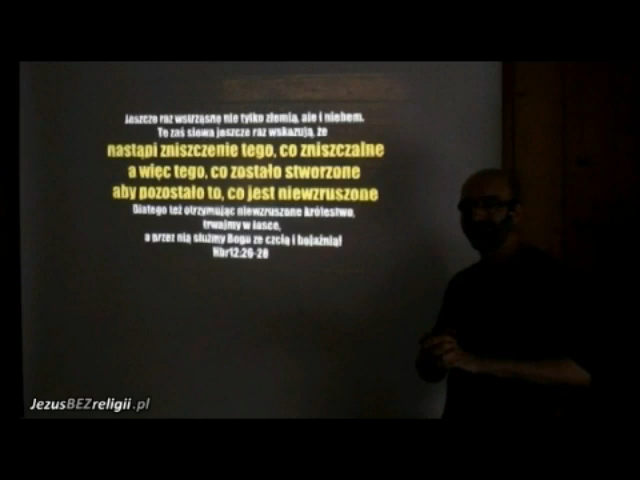 Jeszcze raz wstrząsnę nie tylko ziemią, ale i niebem.
Te zaś słowa jeszcze raz wskazują, że
nastąpi zniszczenie tego, co zniszczalne
a więc tego, co zostało stworzone
aby pozostało to, co jest niewzruszone
Dlatego też otrzymując niewzruszone królestwo,
trwajmy w łasce,
a przez nią służmy Bogu ze czcią i bojaźnią!
Hbr12:26-28
JezusBEZreligii.pl